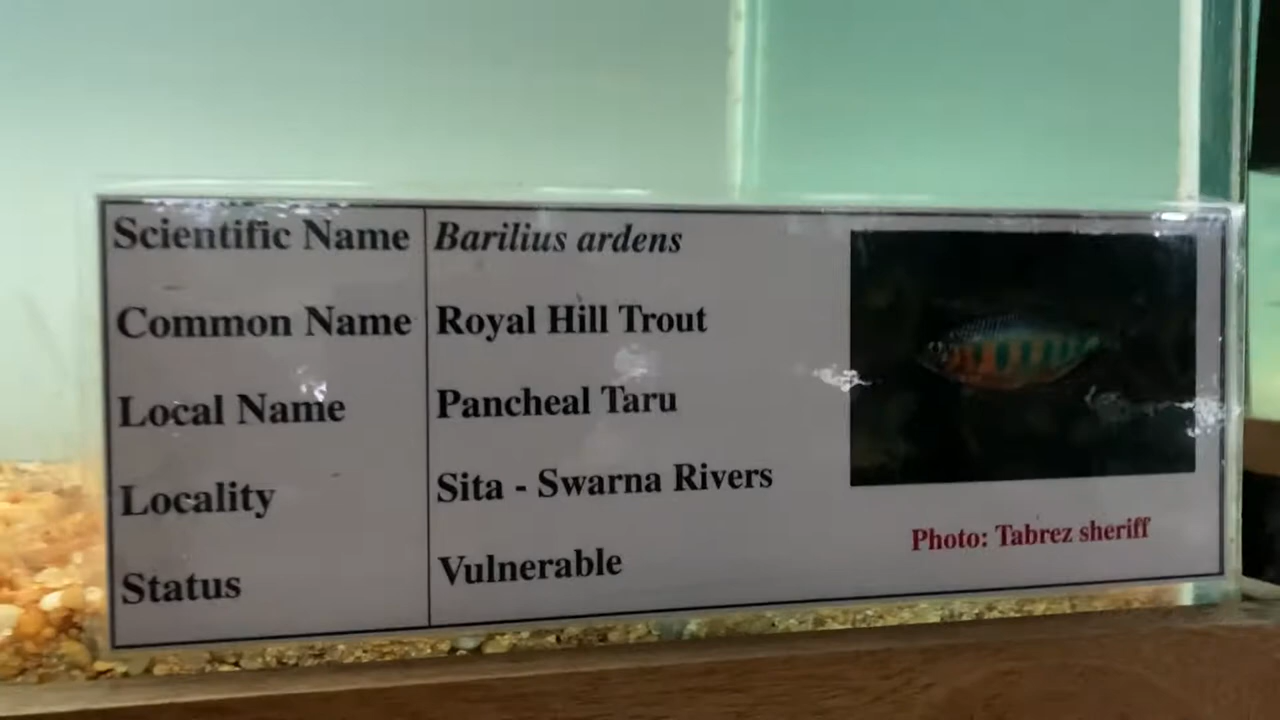 Scientific Name Barilius ardens
Common Name Royal Hill Trout
Local Name Pancheal Taru
Locality Sita - Swarna Rivers
Status Vulnerable
Photo: Tabrez sheriff